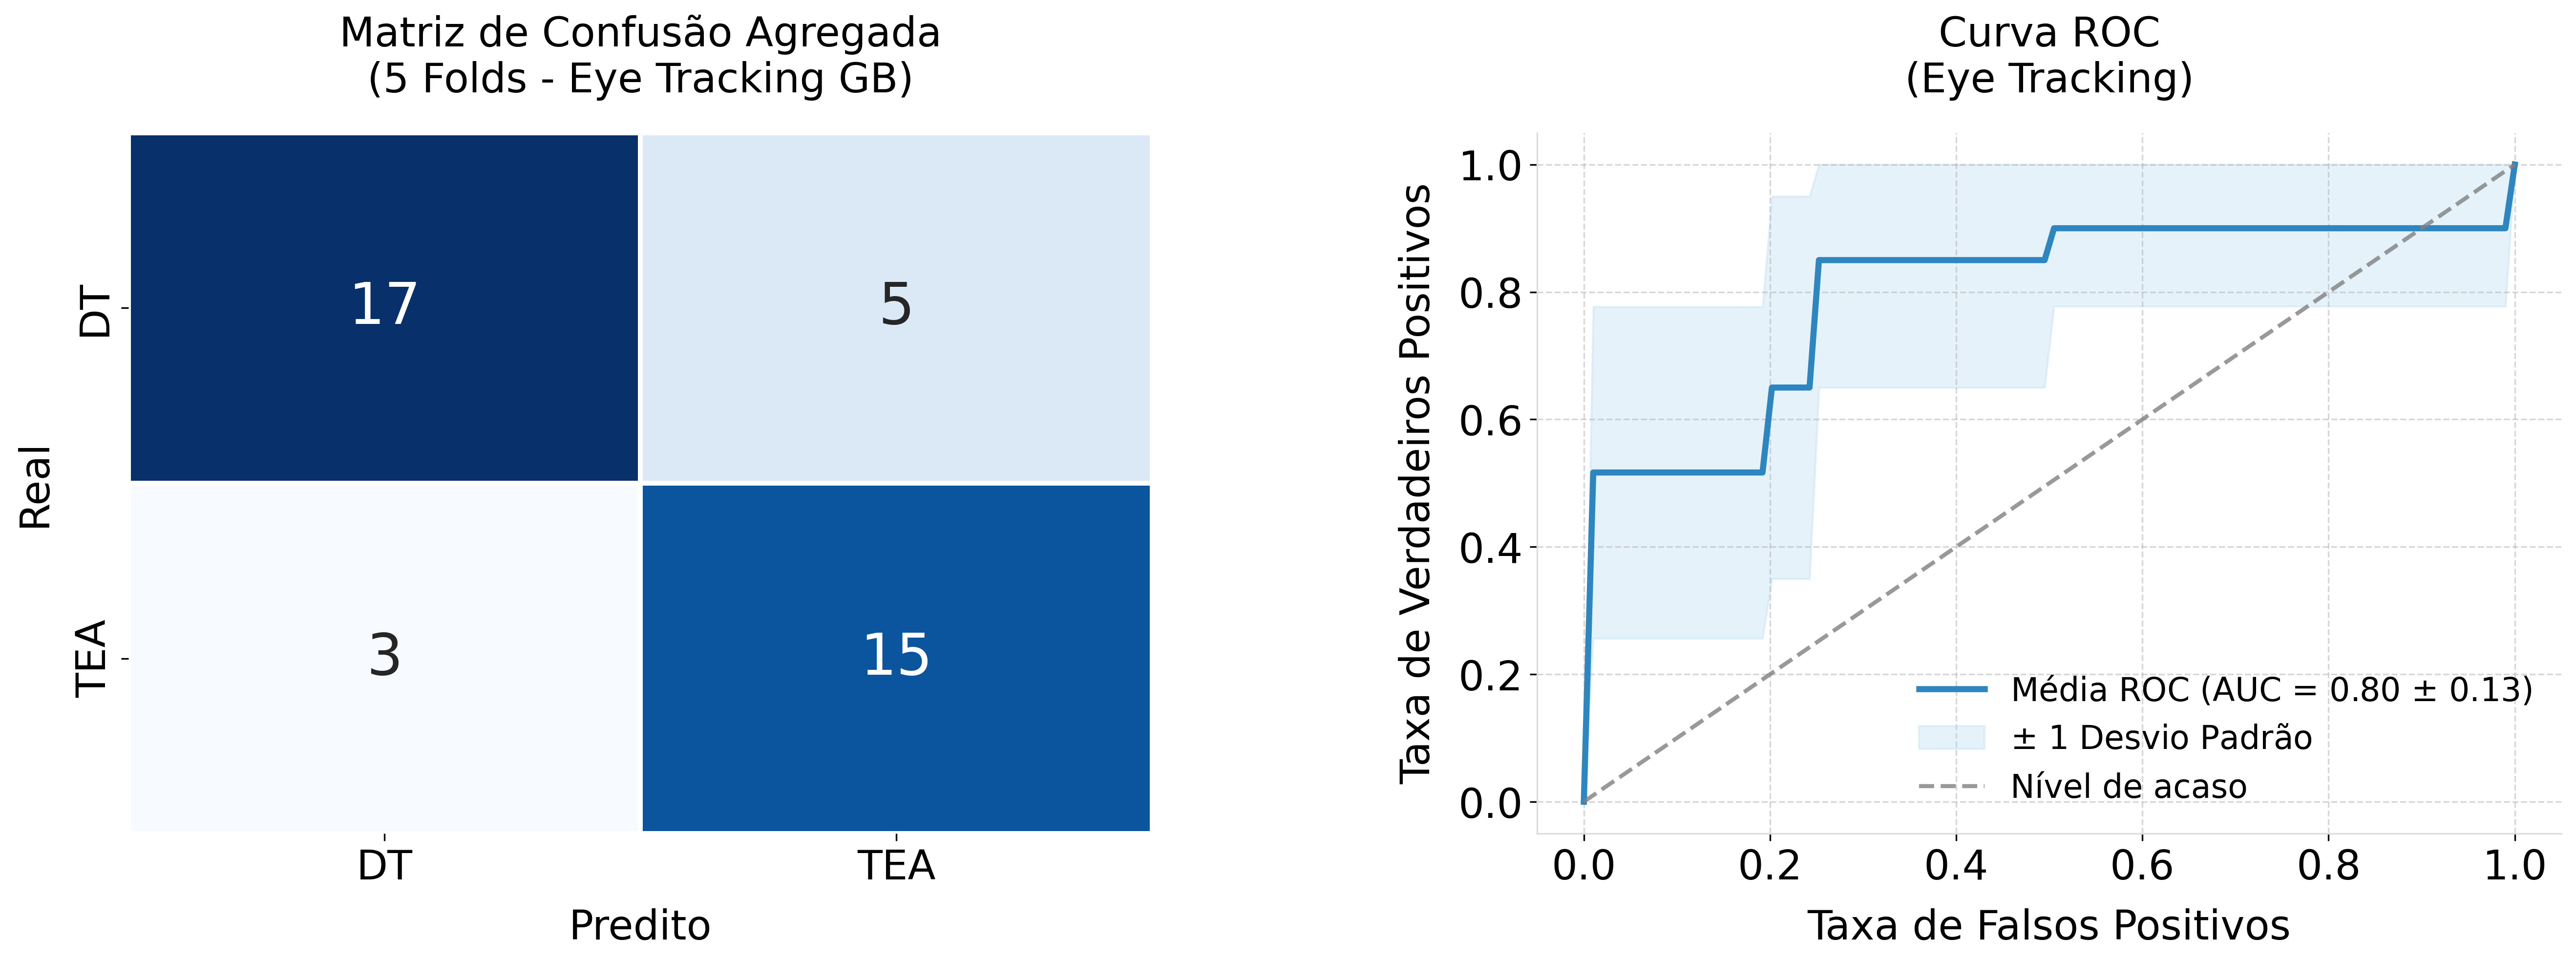 Matriz de Confusão Agregada
(5 Folds - Eye Tracking GB)
Real
DT
TEA
17
5
3
15
DT
TEA
Predito
Curva ROC
(Eye Tracking)
Taxa de Verdadeiros Positivos
1.0
0.8
0.6
0.4
0.2
0.0
Média ROC (AUC = 0.80 ± 0.13)
± 1 Desvio Padrão
Nível de acaso
0.0
0.2
0.4
0.6
0.8
1.0
Taxa de Falsos Positivos